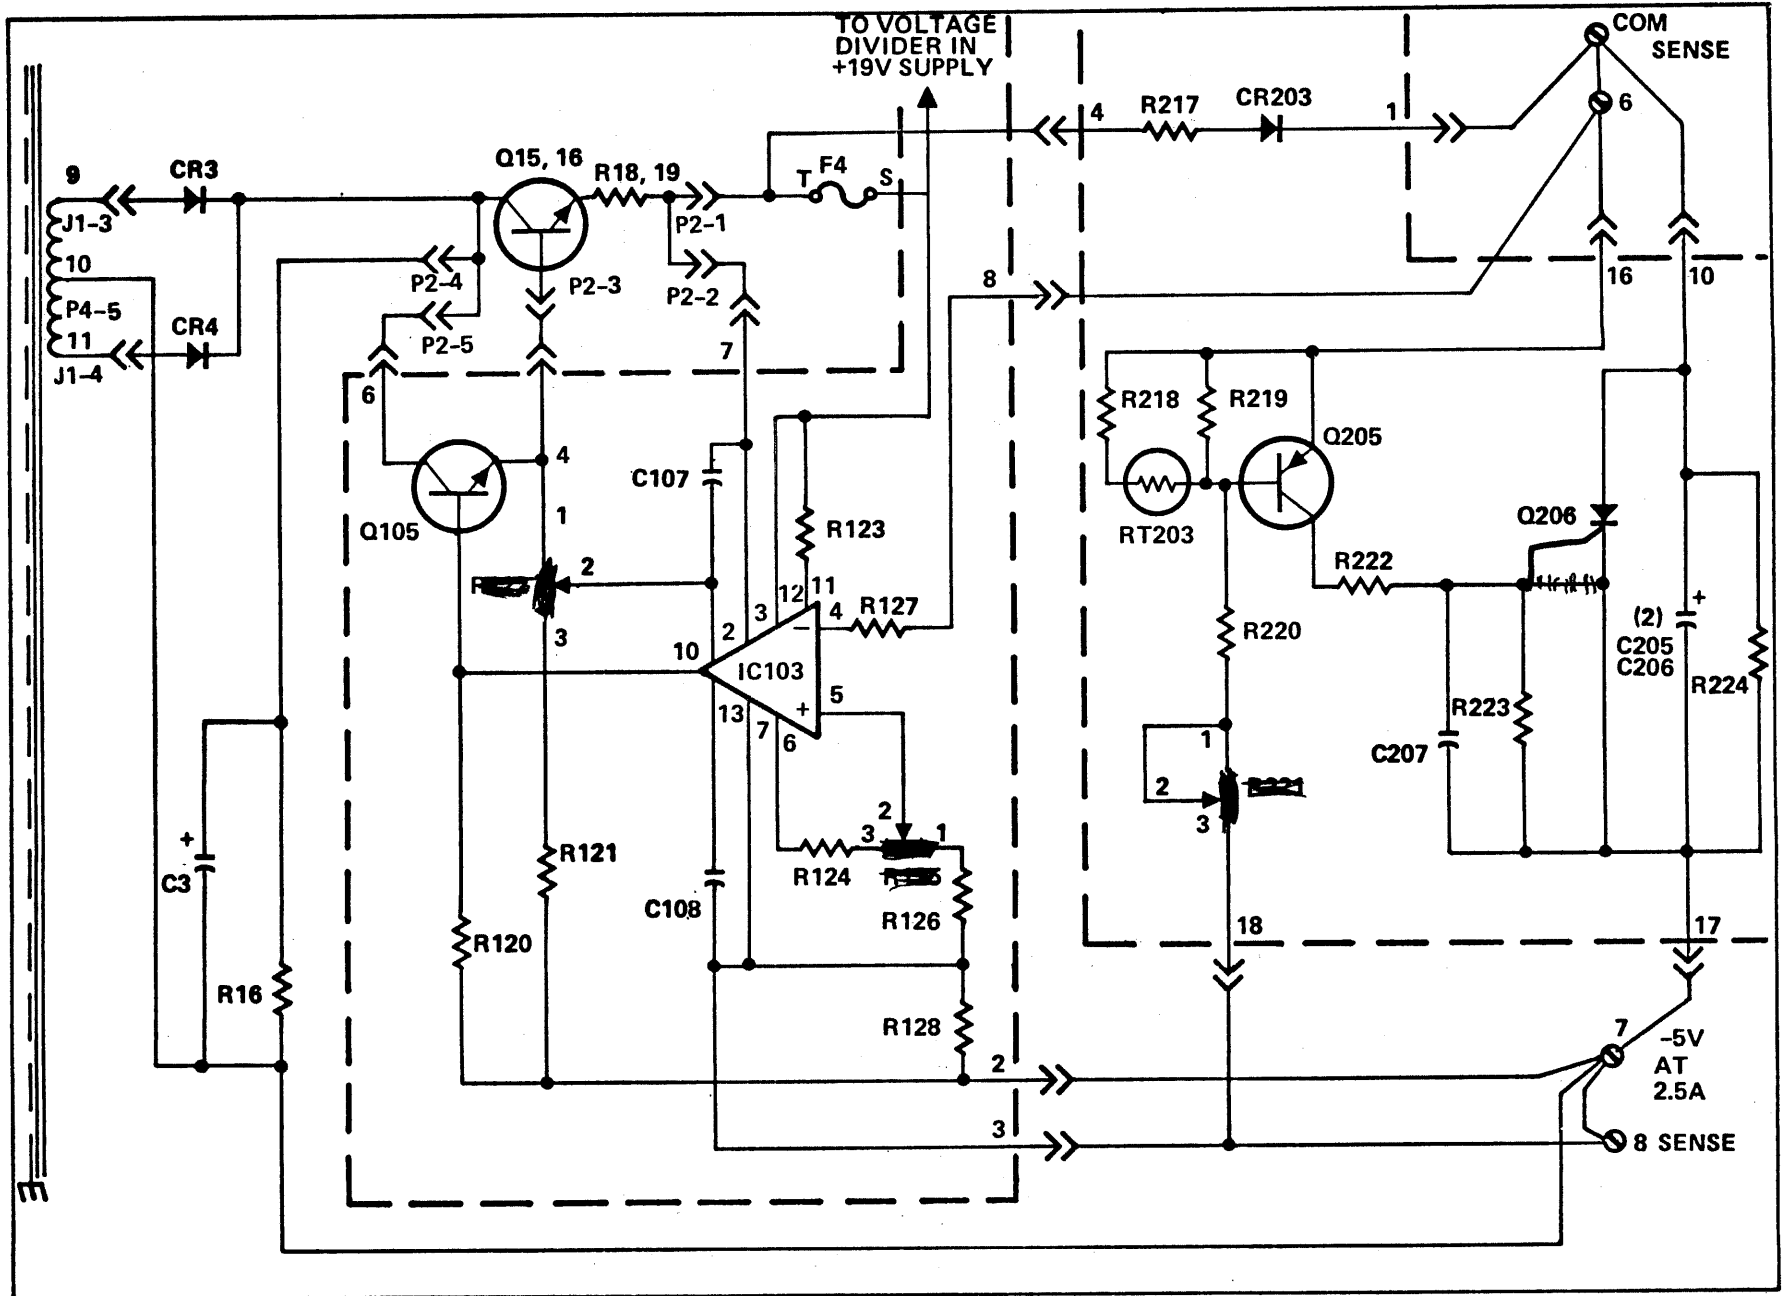 TO VOLTAGE
DIVIDER IN
+19V SUPPLY
COM
SENSE
6
4
R217
CR203
1
9
CR3
J1-3
Q15, 16
R18, 19
P2-1
T
F4
S
10
P2-4
P2-3
P2-2
8
16
10
P4-5
11
CR4
J1-4
P2-5
7
6
R218
R219
Q205
4
C107
Q105
1
R123
RT203
Q206
2
R222
12
11
3
4
R127
2
3
−
10
IC103
5
R220
+
(2)
C205
C206
R224
13
7
+
6
R223
C207
1
2
2
3
1
3
+
C3
R121
R124
C108
R126
R120
18
17
R16
R128
7
−5V
AT
2.5A
2
3
8 SENSE